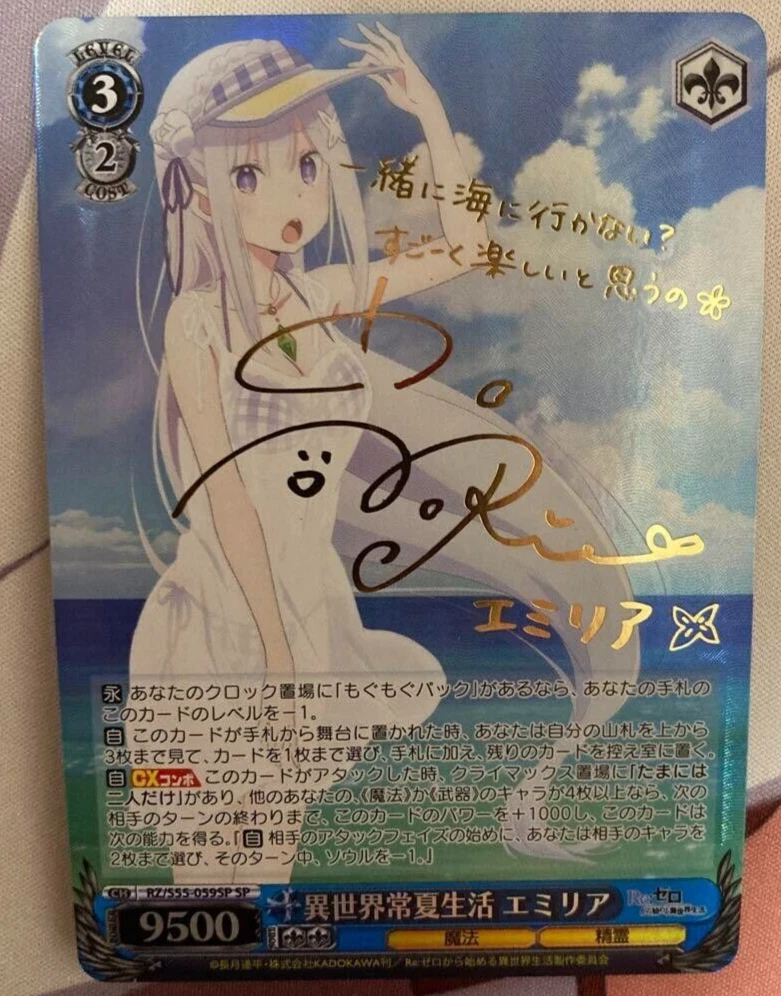 LEVEL
3
2
COST
一緒に海に行かない?
すごーく楽しいと思うの
Rie
エミリア
永 あなたのクロック置場に「もぐもぐパック」があるなら、あなたの手札の
このカードのレベルを-1。
自 このカードが手札から舞台に置かれた時、あなたは自分の山札を上から
3枚まで見て、カードを1枚まで選び、手札に加え、残りのカードを控え室に置く。
自 CXコンボ このカードがアタックした時、クライマックス置場に「たまには
二人だけ」があり、他のあなたの、《魔法》か《武器》のキャラが4枚以上なら、次の
相手のターンの終わりまで、このカードのパワーを+1000し、このカードは
次の能力を得る。『自 相手のアタックフェイズの始めに、あなたは相手のキャラを
2枚まで選び、そのターン中、ソウルを-1。』
CH RZ/S55-059SP SP
異世界常夏生活 エミリア
Re:ゼロ
から始める異世界生活
POWER
9500
SOUL
魔法
精霊
©長月達平・株式会社KADOKAWA刊/Re:ゼロから始める異世界生活製作委員会